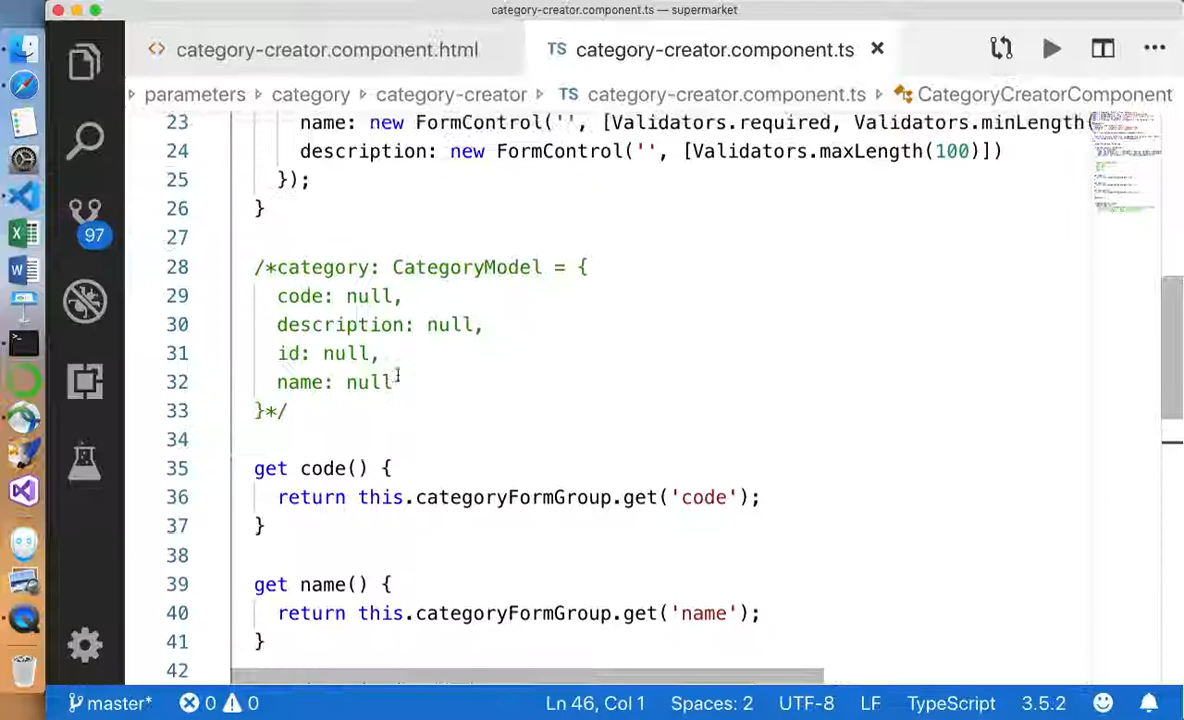 category-creator.component.ts — supermarket
<> category-creator.component.html
TS category-creator.component.ts ×
parameters category category-creator TS category-creator.component.ts CategoryCreatorComponent
23 name: new FormControl('', [Validators.required, Validators.minLength(
24 description: new FormControl('', [Validators.maxLength(100)])
25 });
26 }
27
28 /*category: CategoryModel = {
29 code: null,
30 description: null,
31 id: null,
32 name: null
33 }*/
34
35 get code() {
36 return this.categoryFormGroup.get('code');
37 }
38
39 get name() {
40 return this.categoryFormGroup.get('name');
41 }
42
97
master* 0 0 Ln 46, Col 1 Spaces: 2 UTF-8 LF TypeScript 3.5.2